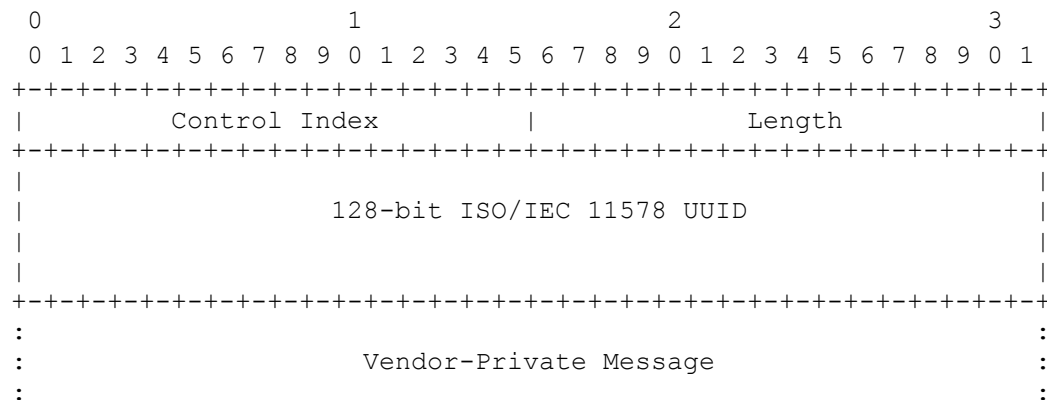 0                   1                   2                   3
 0 1 2 3 4 5 6 7 8 9 0 1 2 3 4 5 6 7 8 9 0 1 2 3 4 5 6 7 8 9 0 1
+-+-+-+-+-+-+-+-+-+-+-+-+-+-+-+-+-+-+-+-+-+-+-+-+-+-+-+-+-+-+-+-+
|         Control Index         |             Length            |
+-+-+-+-+-+-+-+-+-+-+-+-+-+-+-+-+-+-+-+-+-+-+-+-+-+-+-+-+-+-+-+-+
|                                                               |
|                   128-bit ISO/IEC 11578 UUID                  |
|                                                               |
|                                                               |
+-+-+-+-+-+-+-+-+-+-+-+-+-+-+-+-+-+-+-+-+-+-+-+-+-+-+-+-+-+-+-+-+
:                                                               :
:                     Vendor-Private Message                    :
:                                                               :